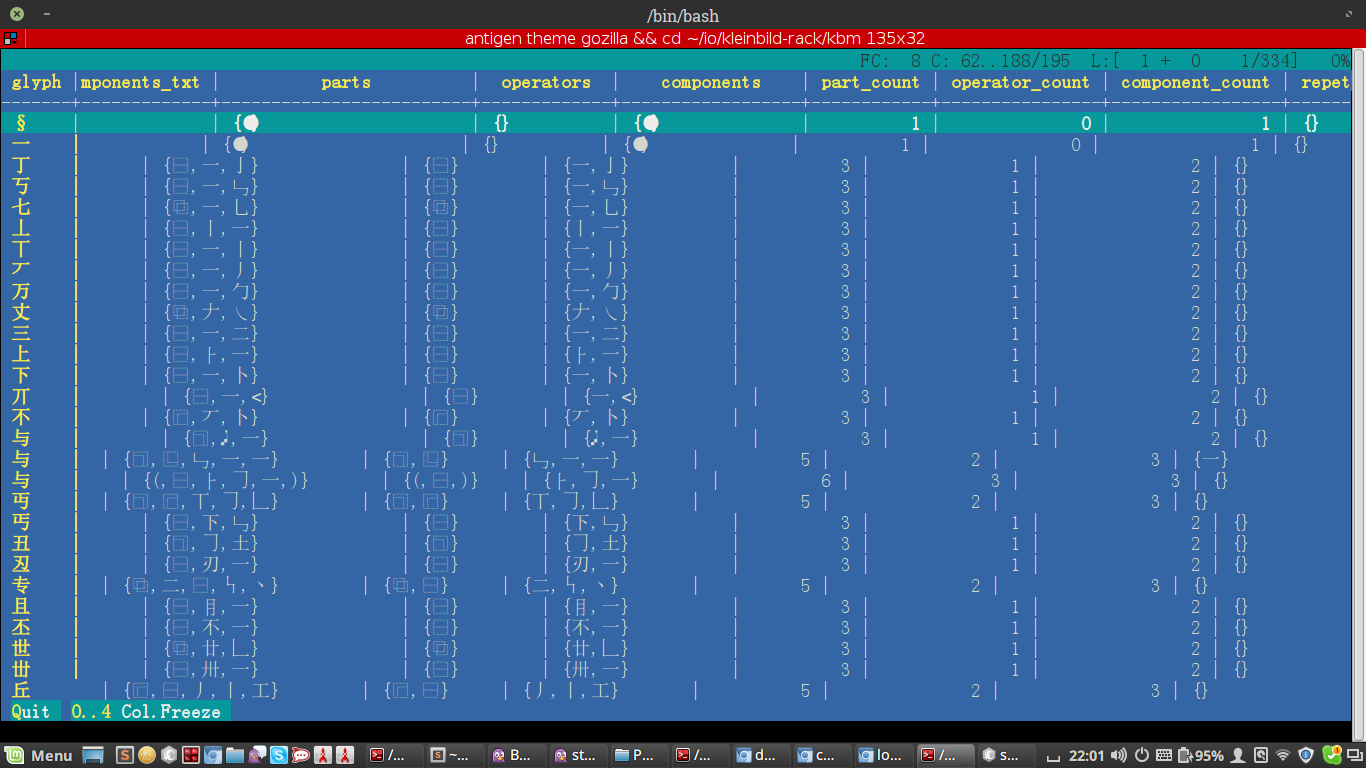 /bin/bash
antigen theme gozilla && cd ~/io/kleinbild-rack/kbm 135x32
FC: 8 C: 62..188/195 L:[ 1 + 0 1/334] 0%
glyph |mponents_txt | parts | operators | components | part_count | operator_count | component_count | repet
§ | | {●} | {} | {●} | 1 | 0 | 1 | {}
一 | | {●} | {} | {●} | 1 | 0 | 1 | {}
丁 | {⿱,一,亅} | {⿱} | {一,亅} | 3 | 1 | 2 | {}
丂 | {⿱,一,㇉} | {⿱} | {一,㇉} | 3 | 1 | 2 | {}
七 | {⿻,一,乚} | {⿻} | {一,乚} | 3 | 1 | 2 | {}
丄 | {⿱,丨,一} | {⿱} | {丨,一} | 3 | 1 | 2 | {}
丅 | {⿱,一,丨} | {⿱} | {一,丨} | 3 | 1 | 2 | {}
丆 | {⿱,一,丿} | {⿱} | {一,丿} | 3 | 1 | 2 | {}
万 | {⿱,一,勹} | {⿱} | {一,勹} | 3 | 1 | 2 | {}
丈 | {⿻,𠂇,㇏} | {⿻} | {𠂇,㇏} | 3 | 1 | 2 | {}
三 | {⿱,一,二} | {⿱} | {一,二} | 3 | 1 | 2 | {}
上 | {⿱,⺊,一} | {⿱} | {⺊,一} | 3 | 1 | 2 | {}
下 | {⿱,一,卜} | {⿱} | {一,卜} | 3 | 1 | 2 | {}
丌 | {⿱,一,<} | {⿱} | {一,<} | 3 | 1 | 2 | {}
不 | {⿸,丆,卜} | {⿸} | {丆,卜} | 3 | 1 | 2 | {}
与 | {⿹, ,一} | {⿹} | { ,一} | 3 | 1 | 2 | {}
与 | {⿹,⿺,㇉,一,一} | {⿹,⿺} | {㇉,一,一} | 5 | 2 | 3 | {一}
与 | {(,⿱,⺊,㇆,一,)} | {(,⿱,)} | {⺊,㇆,一} | 6 | 3 | 3 | {}
丏 | {⿹,⿸,丅,㇆,𠃊} | {⿹,⿸} | {丅,㇆,𠃊} | 5 | 2 | 3 | {}
丐 | {⿱,下,㇉} | {⿱} | {下,㇉} | 3 | 1 | 2 | {}
丑 | {⿹,㇆,土} | {⿹} | {㇆,土} | 3 | 1 | 2 | {}
丒 | {⿱,刃,一} | {⿱} | {刃,一} | 3 | 1 | 2 | {}
专 | {⿻,二,⿱,ㄣ,丶} | {⿻,⿱} | {二,ㄣ,丶} | 5 | 2 | 3 | {}
且 | {⿱,月,一} | {⿱} | {月,一} | 3 | 1 | 2 | {}
丕 | {⿱,不,一} | {⿱} | {不,一} | 3 | 1 | 2 | {}
世 | {⿻,廿,𠃊} | {⿻} | {廿,𠃊} | 3 | 1 | 2 | {}
丗 | {⿱,卅,一} | {⿱} | {卅,一} | 3 | 1 | 2 | {}
丘 | {⿸,⿱,丿,丨,工} | {⿸,⿱} | {丿,丨,工} | 5 | 2 | 3 | {}
Quit 0..4 Col.Freeze
Menu /... ~... B... st... P... /... d... c... lo... /... s... 22:01 95%